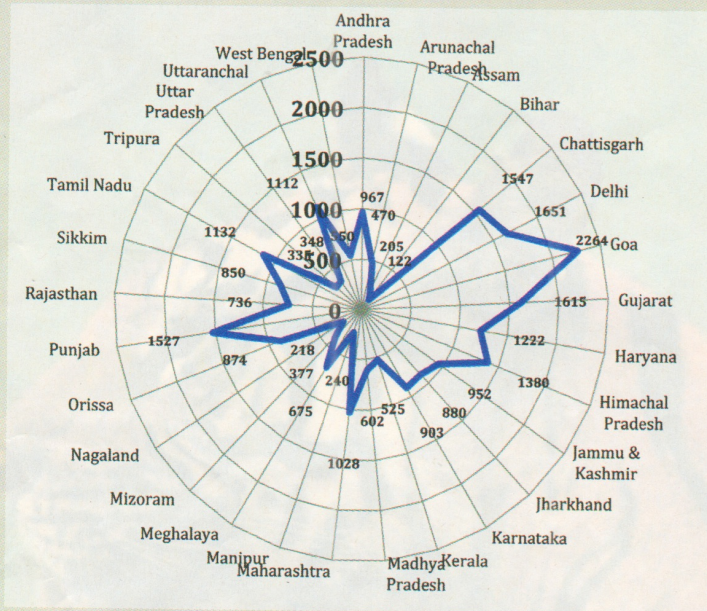 Andhra
Pradesh
Arunachal
Pradesh
Assam
Bihar
Chattisgarh
Delhi
Goa
Gujarat
Haryana
Himachal
Pradesh
Jammu &
Kashmir
Jharkhand
Karnataka
Kerala
Madhya
Pradesh
Maharashtra
Manipur
Meghalaya
Mizoram
Nagaland
Orissa
Punjab
Rajasthan
Sikkim
Tamil Nadu
Tripura
Uttar
Pradesh
Uttaranchal
West Bengal
2500
2000
1500
1000
500
0
967
470
205
122
1547
1651
2264
1615
1222
1380
952
880
903
525
602
1028
240
675
377
218
874
1527
736
850
1132
348
1112